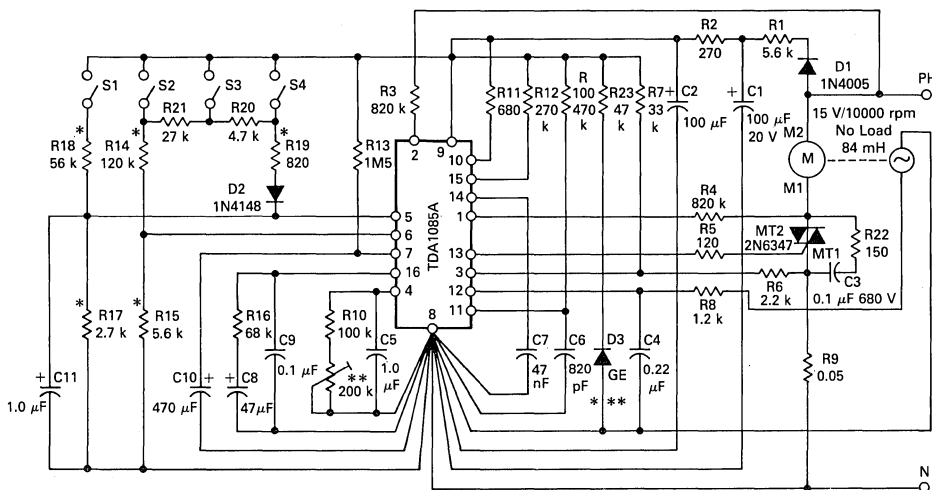 R2
270
R1
5.6 k
D1
1N4005
S1
S2
S3
S4
R3
820 k
R11
680
R12
270
k
R
100
470
k
R23
47
k
R7
33
k
C2
100 µF
+
C1
+
100
µF
20 V
PH
15 V/10000 rpm
M2
No Load
84 mH
M
M1
*
R18
56 k
*
R14
120 k
R21
27 k
R20
4.7 k
*
R19
820
D2
1N4148
R13
1M5
2
9
10
15
14
1
13
3
12
11
5
6
7
16
4
8
TDA1085A
R4
820 k
R5
120
MT2
2N6347
MT1
R22
150
C3
0.1 µF 680 V
R6
2.2 k
R8
1.2 k
*
R17
2.7 k
*
R15
5.6 k
R16
68 k
C9
0.1 µF
R10
100 k
**
200 k
C5
1.0
µF
C7
47
nF
C6
820
pF
D3
GE
* **
C4
0.22
µF
R9
0.05
+
C11
1.0 µF
C10
+
470 µF
+
C8
47µF
N